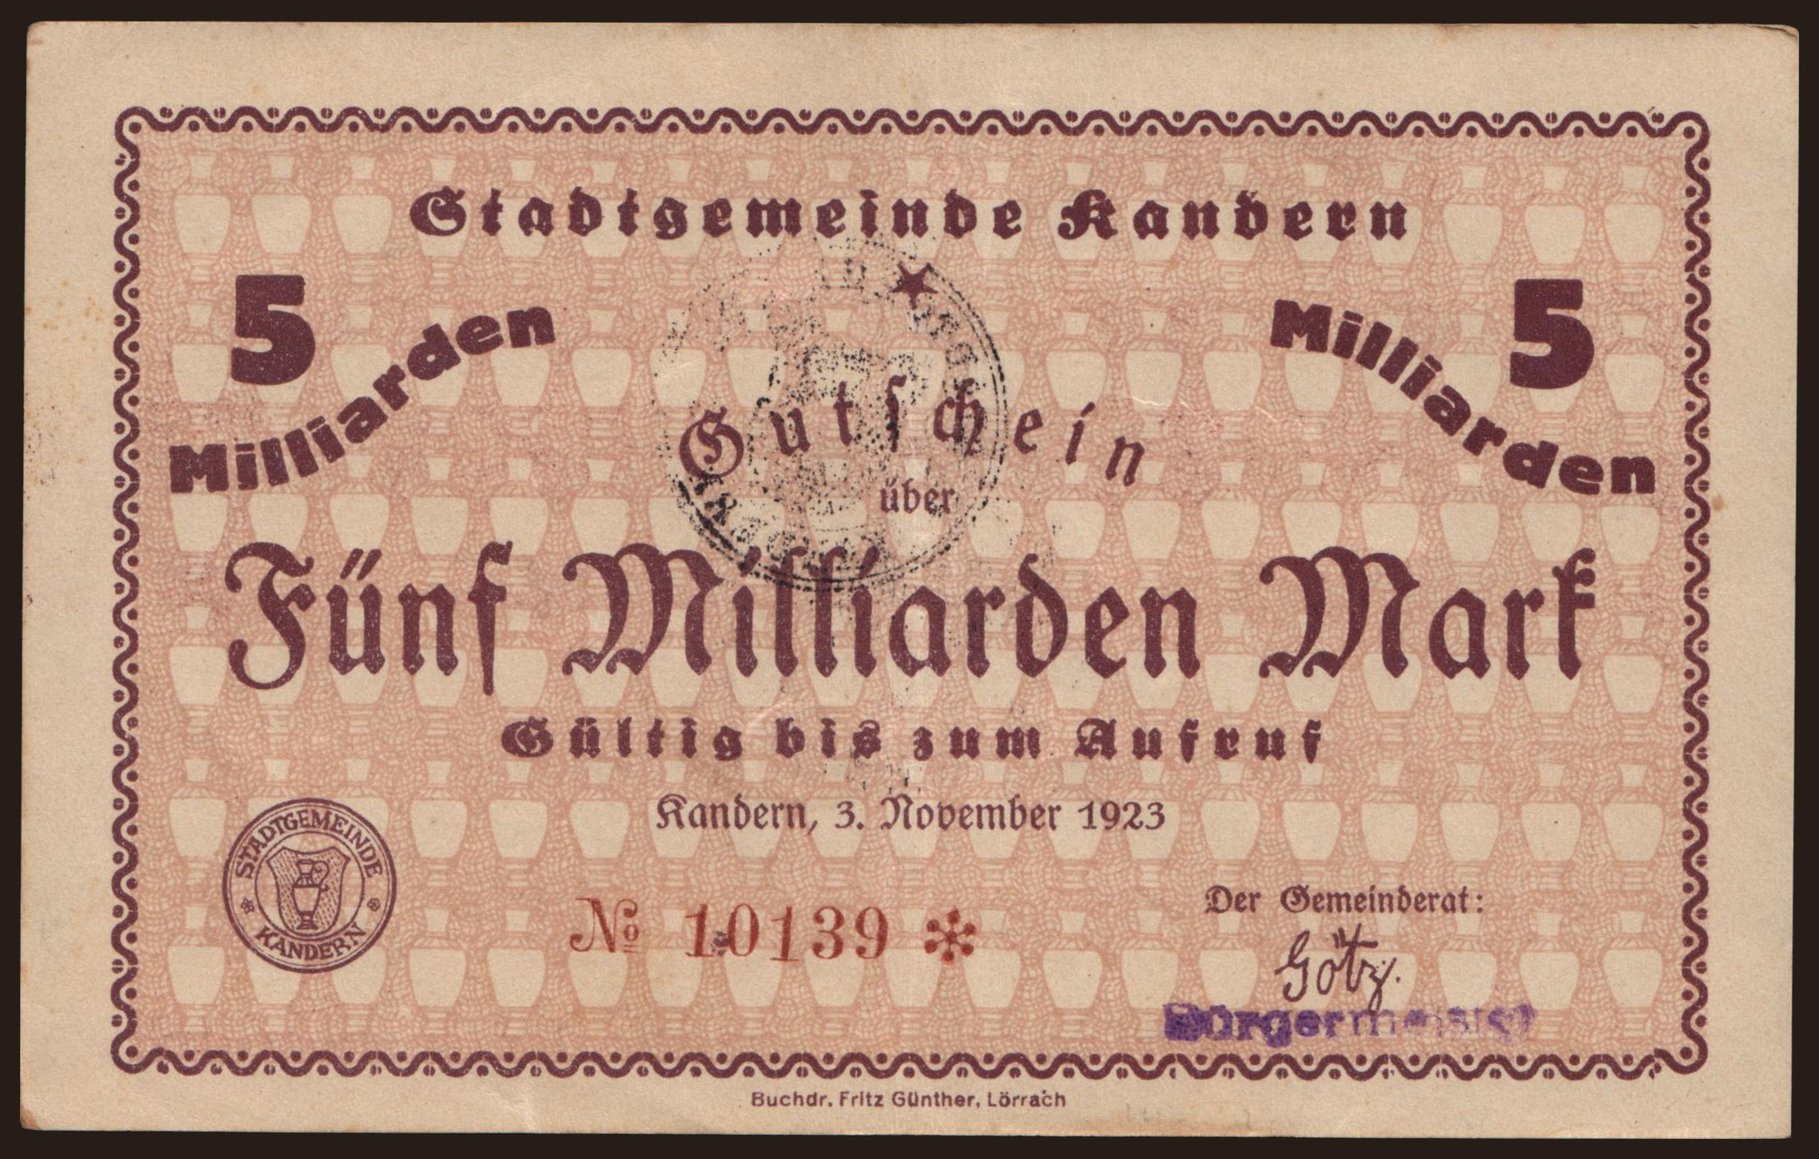 Stadtgemeinde Kandern
5 Milliarden
Milliarden 5
Gutschein
über
Fünf Milliarden Mark
Gültig bis zum Aufruf
Kandern, 3. November 1923
STADTGEMEINDE
KANDERN
№ 10139
Der Gemeinderat:
Götz.
Buchdr. Fritz Günther, Lörrach